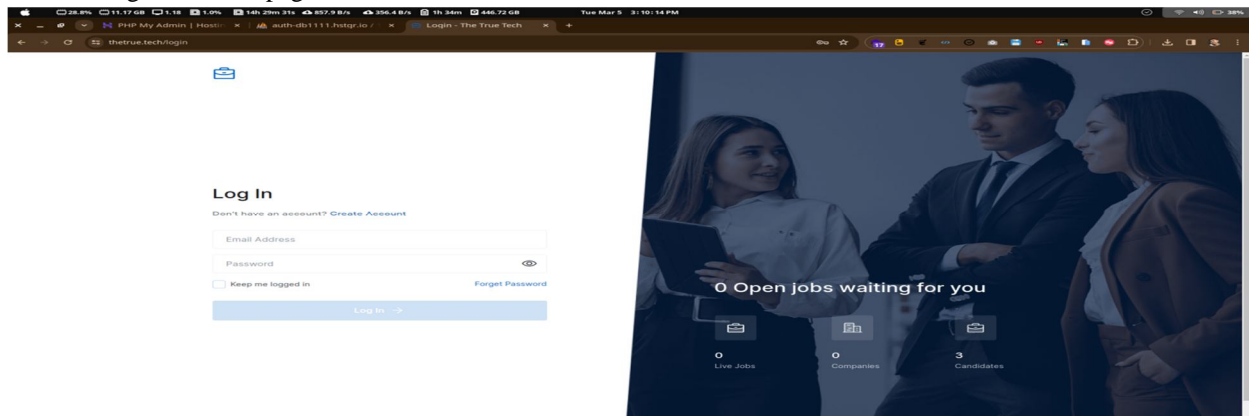 28.8% 11.17 GB 1.18 1.0% 14h 29m 31s 857.9 B/s 356.4 B/s 1h 34m 446.72 GB Tue Mar 5 3:10:14 PM 38%
PHP My Admin | Hostin auth-db1111.hstgr.io / Login - The True Tech
thetrue.tech/login
17
Log In
Don't have an account? Create Account
Email Address
Password
Keep me logged in Forget Password
Log In →
0 Open jobs waiting for you
0 0 3
Live Jobs Companies Candidates